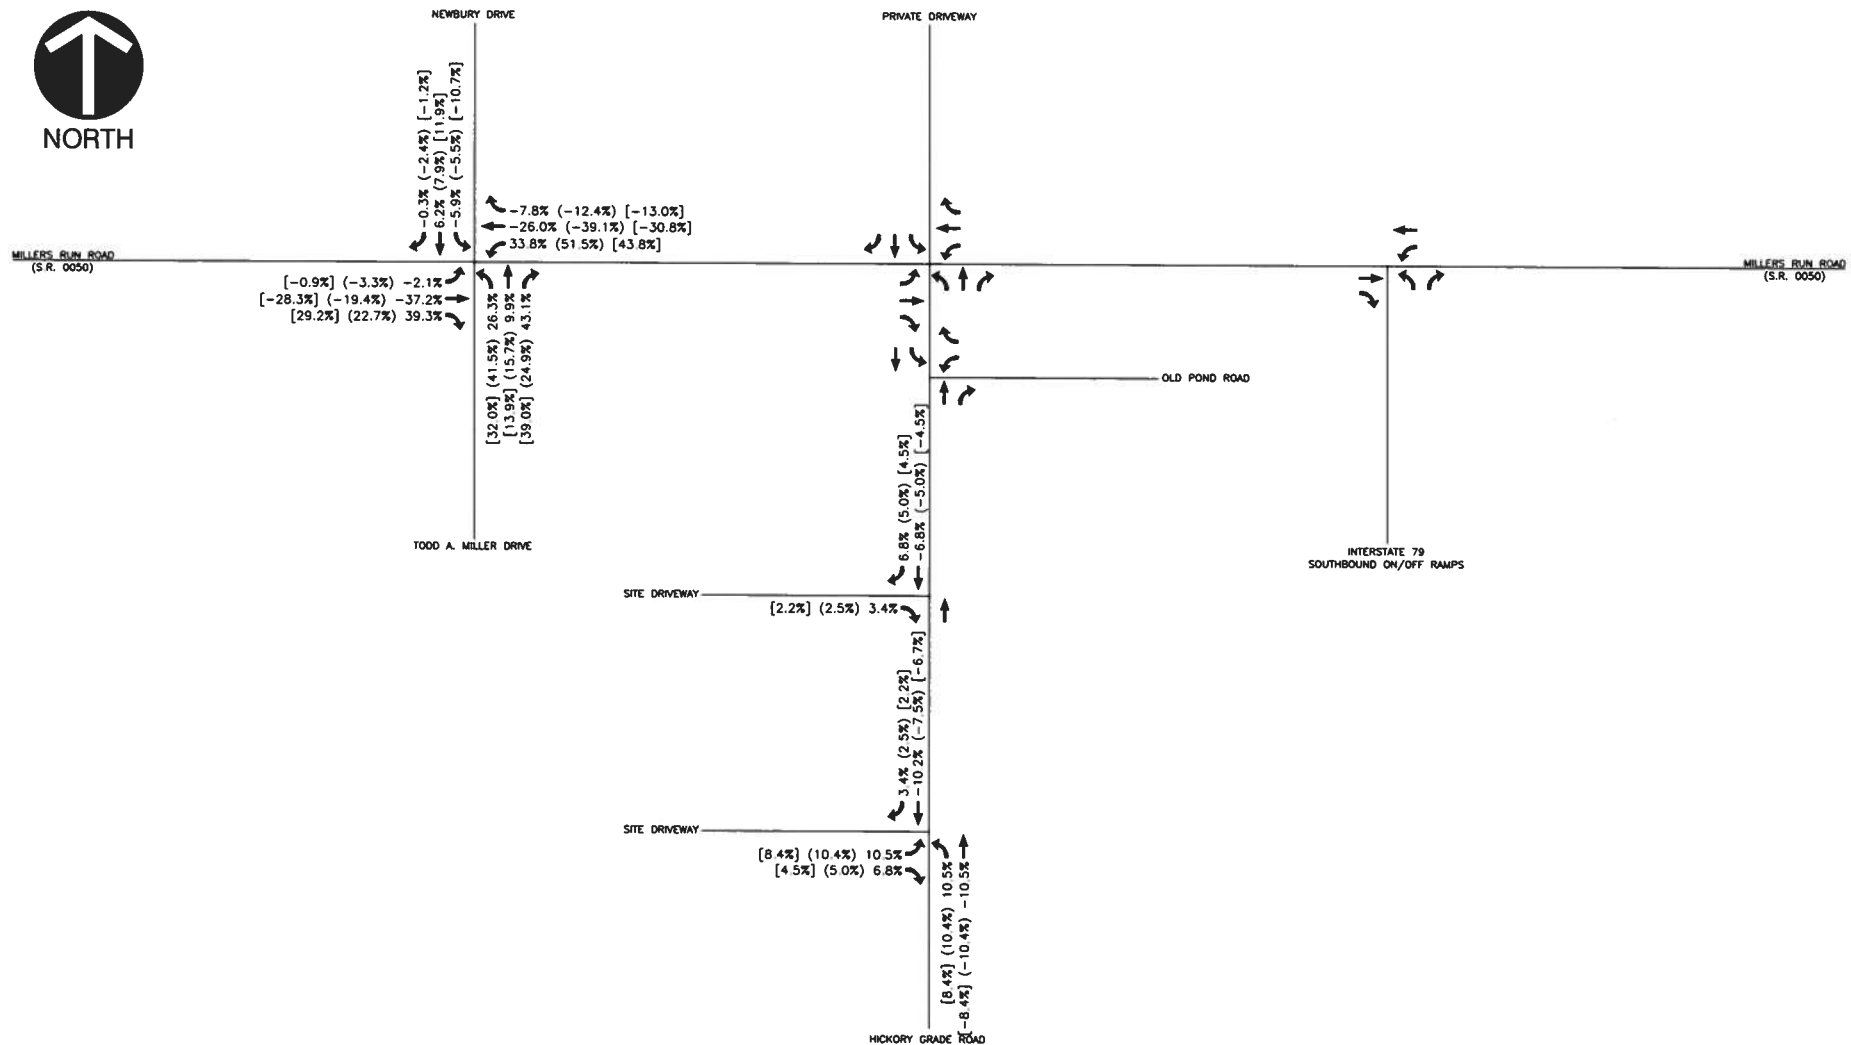 NEWBURY DRIVE
PRIVATE DRIVEWAY
NORTH
-0.3% (-2.4%) [-1.2%]
6.2% (7.9%) [11.9%]
-5.9% (-5.5%) [-10.7%]
-7.8% (-12.4%) [-13.0%]
-26.0% (-39.1%) [-30.8%]
33.8% (51.5%) [43.8%]
MILLERS RUN ROAD
(S.R. 0050)
MILLERS RUN ROAD
(S.R. 0050)
[-0.9%] (-3.3%) -2.1%
[-28.3%] (-19.4%) -37.2%
[29.2%] (22.7%) 39.3%
[32.0%] (41.5%) 26.3%
[13.9%] (15.7%) 9.9%
[39.0%] (24.9%) 43.1%
OLD POND ROAD
6.8% (5.0%) [4.5%]
-6.8% (-5.0%) [-4.5%]
TODD A. MILLER DRIVE
INTERSTATE 79
SOUTHBOUND ON/OFF RAMPS
SITE DRIVEWAY
[2.2%] (2.5%) 3.4%
3.4% (2.5%) [2.2%]
-10.2% (-7.5%) [-6.7%]
SITE DRIVEWAY
[8.4%] (10.4%) 10.5%
[4.5%] (5.0%) 6.8%
[8.4%] (10.4%) 10.5%
[-8.4%] (-10.4%) -10.5%
HICKORY GRADE ROAD